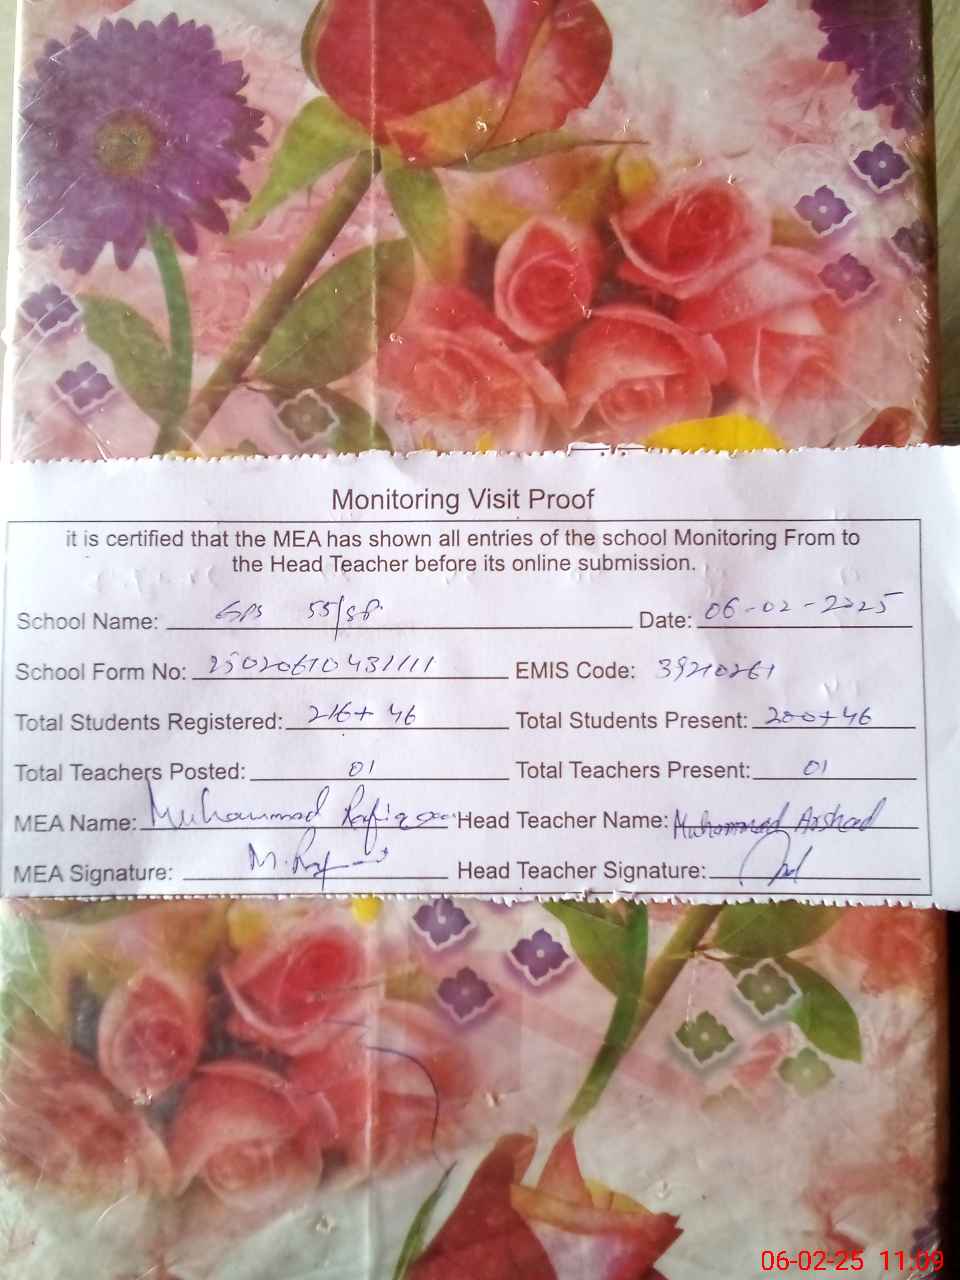 Monitoring Visit Proof
it is certified that the MEA has shown all entries of the school Monitoring From to
the Head Teacher before its online submission.
School Name: GPS 55/SP Date: 06-02-2025
School Form No: EMIS Code: 39210261
Total Students Registered: 216+ 46 Total Students Present: 200+46
Total Teachers Posted: 01 Total Teachers Present: 01
MEA Name: Muhammad Rafiq Head Teacher Name: Muhammad Arshad
MEA Signature: Head Teacher Signature:
06-02-25 11:09